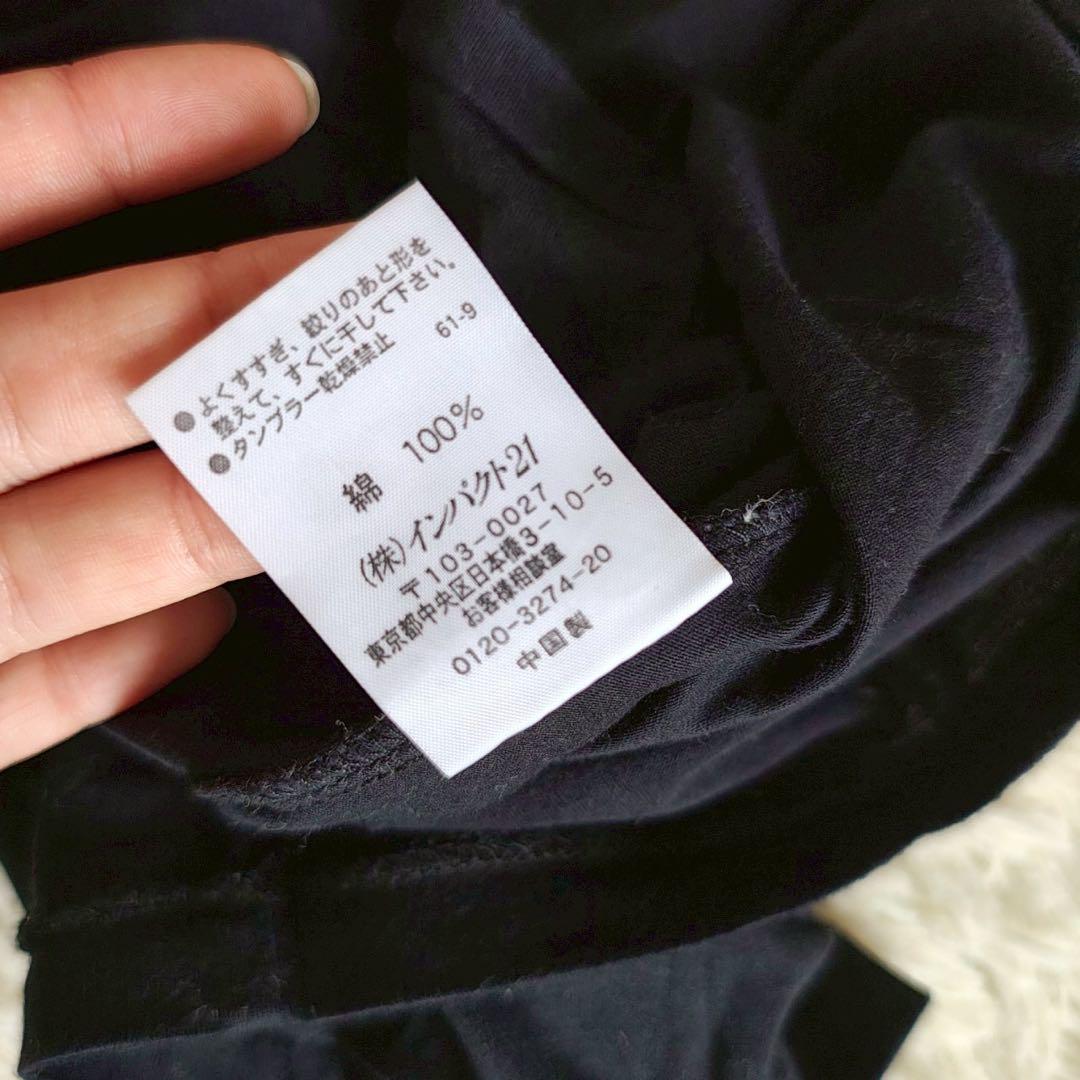 ●よくすすぎ、絞りのあと形を
整えて、すぐに干して下さい。
●タンブラー乾燥禁止 61-9
綿 100%
(株)インパクト21
〒103-0027
東京都中央区日本橋3-10-5
お客様相談室
0120-3274-20
中国製